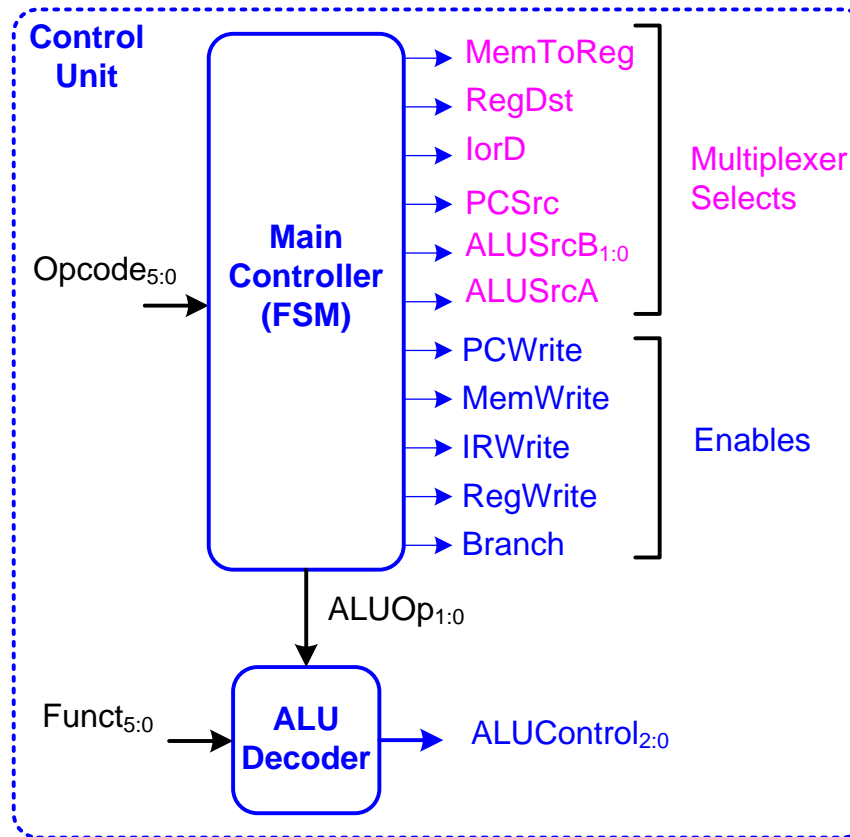 Control
Unit
MemToReg
RegDst
IorD
PCSrc
ALUSrcB1:0
ALUSrcA
Multiplexer
Selects
Opcode5:0
Main
Controller
(FSM)
PCWrite
MemWrite
IRWrite
RegWrite
Branch
Enables
ALUOp1:0
Funct5:0
ALU
Decoder
ALUControl2:0